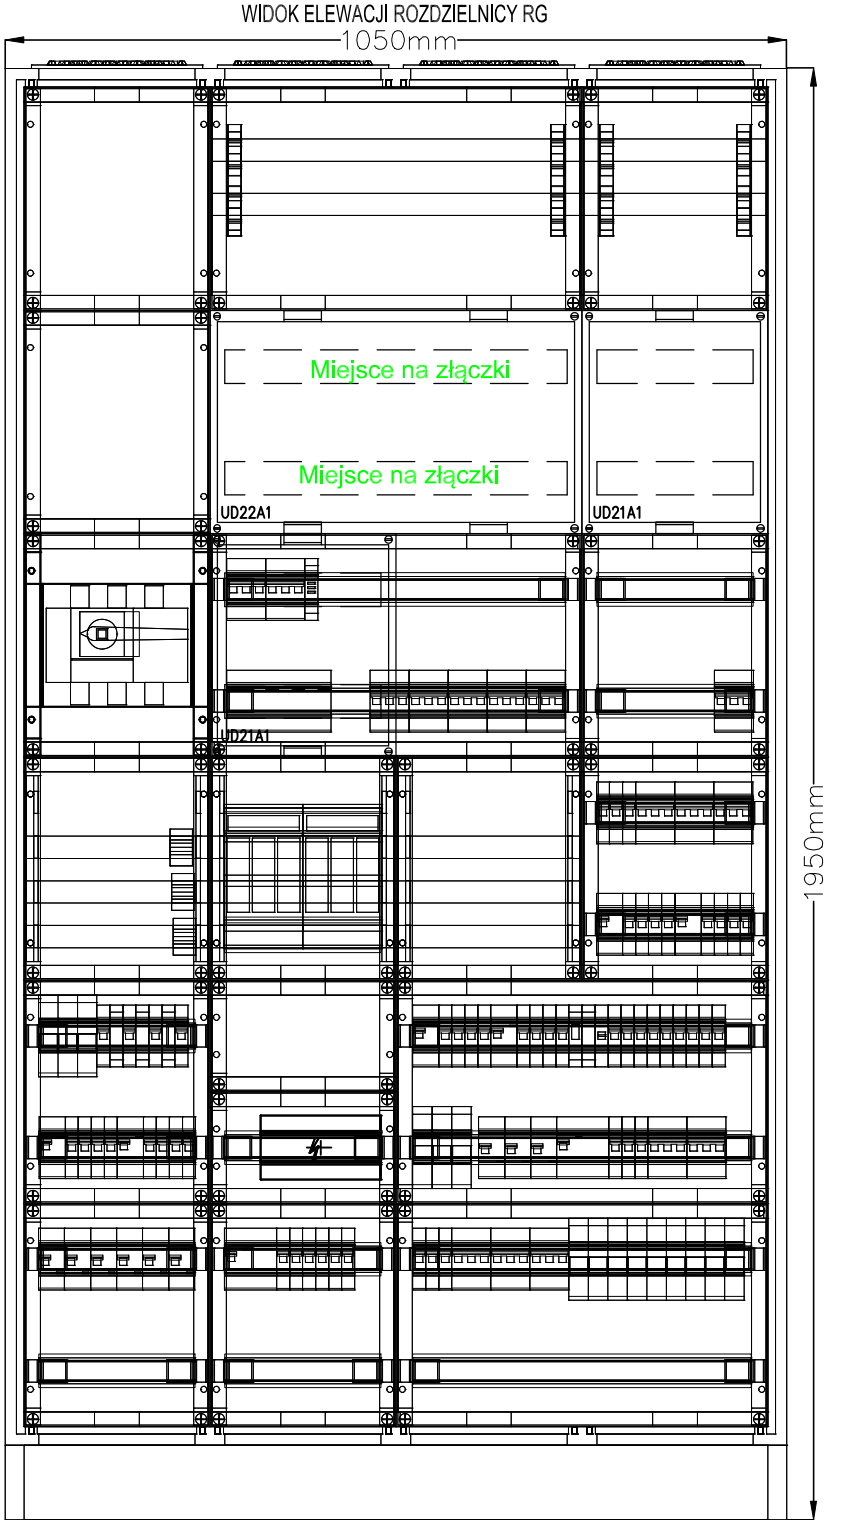 WIDOK ELEWACJI ROZDZIELNICY RG
1050mm
Miejsce na złączki
Miejsce na złączki
UD22A1
UD21A1
UD21A1
1950mm